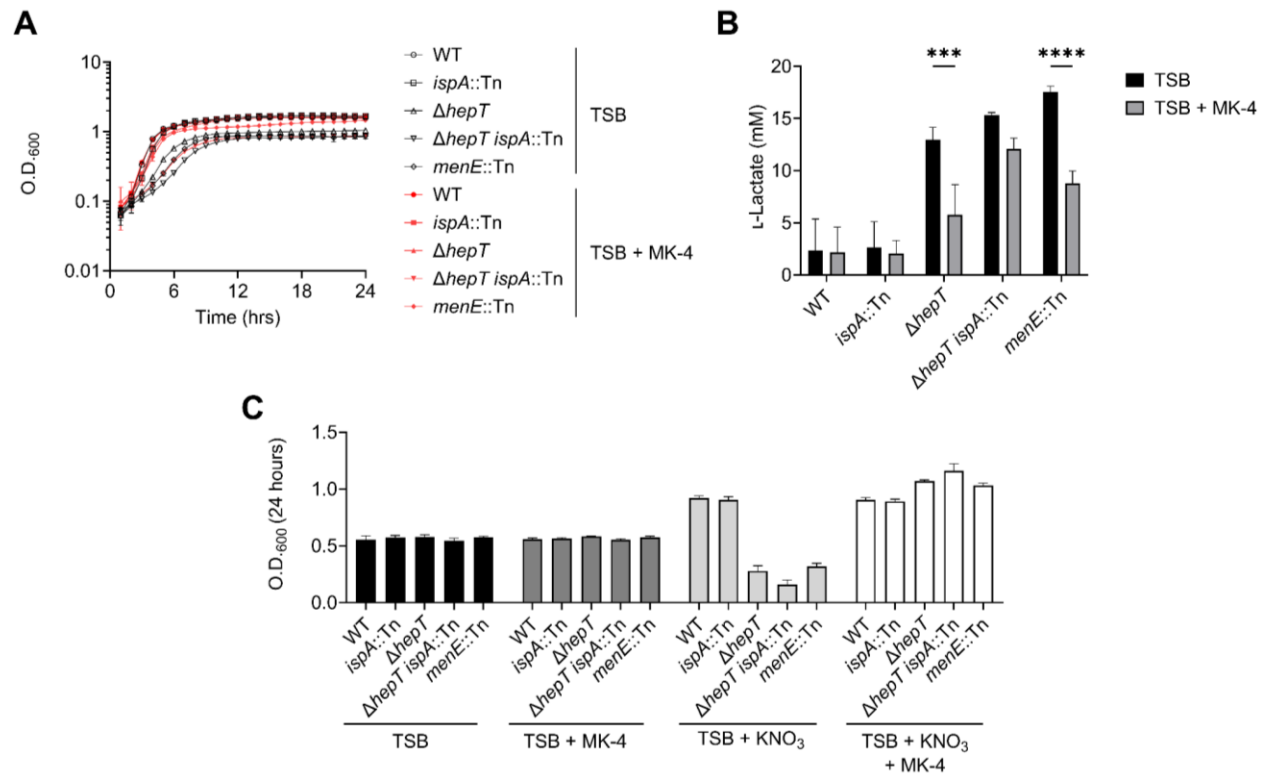 A
O.D.600
10
1
0.1
0.01
0
6
12
18
24
Time (hrs)
WT
ispA::Tn
ΔhepT
ΔhepT ispA::Tn
menE::Tn
TSB
WT
ispA::Tn
ΔhepT
ΔhepT ispA::Tn
menE::Tn
TSB + MK-4
B
L-Lactate (mM)
20
15
10
5
0
***
****
WT
ispA::Tn
ΔhepT
ΔhepT ispA::Tn
menE::Tn
TSB
TSB + MK-4
C
O.D.600 (24 hours)
1.5
1.0
0.5
0.0
WT
ispA::Tn
ΔhepT
ΔhepT ispA::Tn
menE::Tn
TSB
WT
ispA::Tn
ΔhepT
ΔhepT ispA::Tn
menE::Tn
TSB + MK-4
WT
ispA::Tn
ΔhepT
ΔhepT ispA::Tn
menE::Tn
TSB + KNO3
WT
ispA::Tn
ΔhepT
ΔhepT ispA::Tn
menE::Tn
TSB + KNO3
+ MK-4